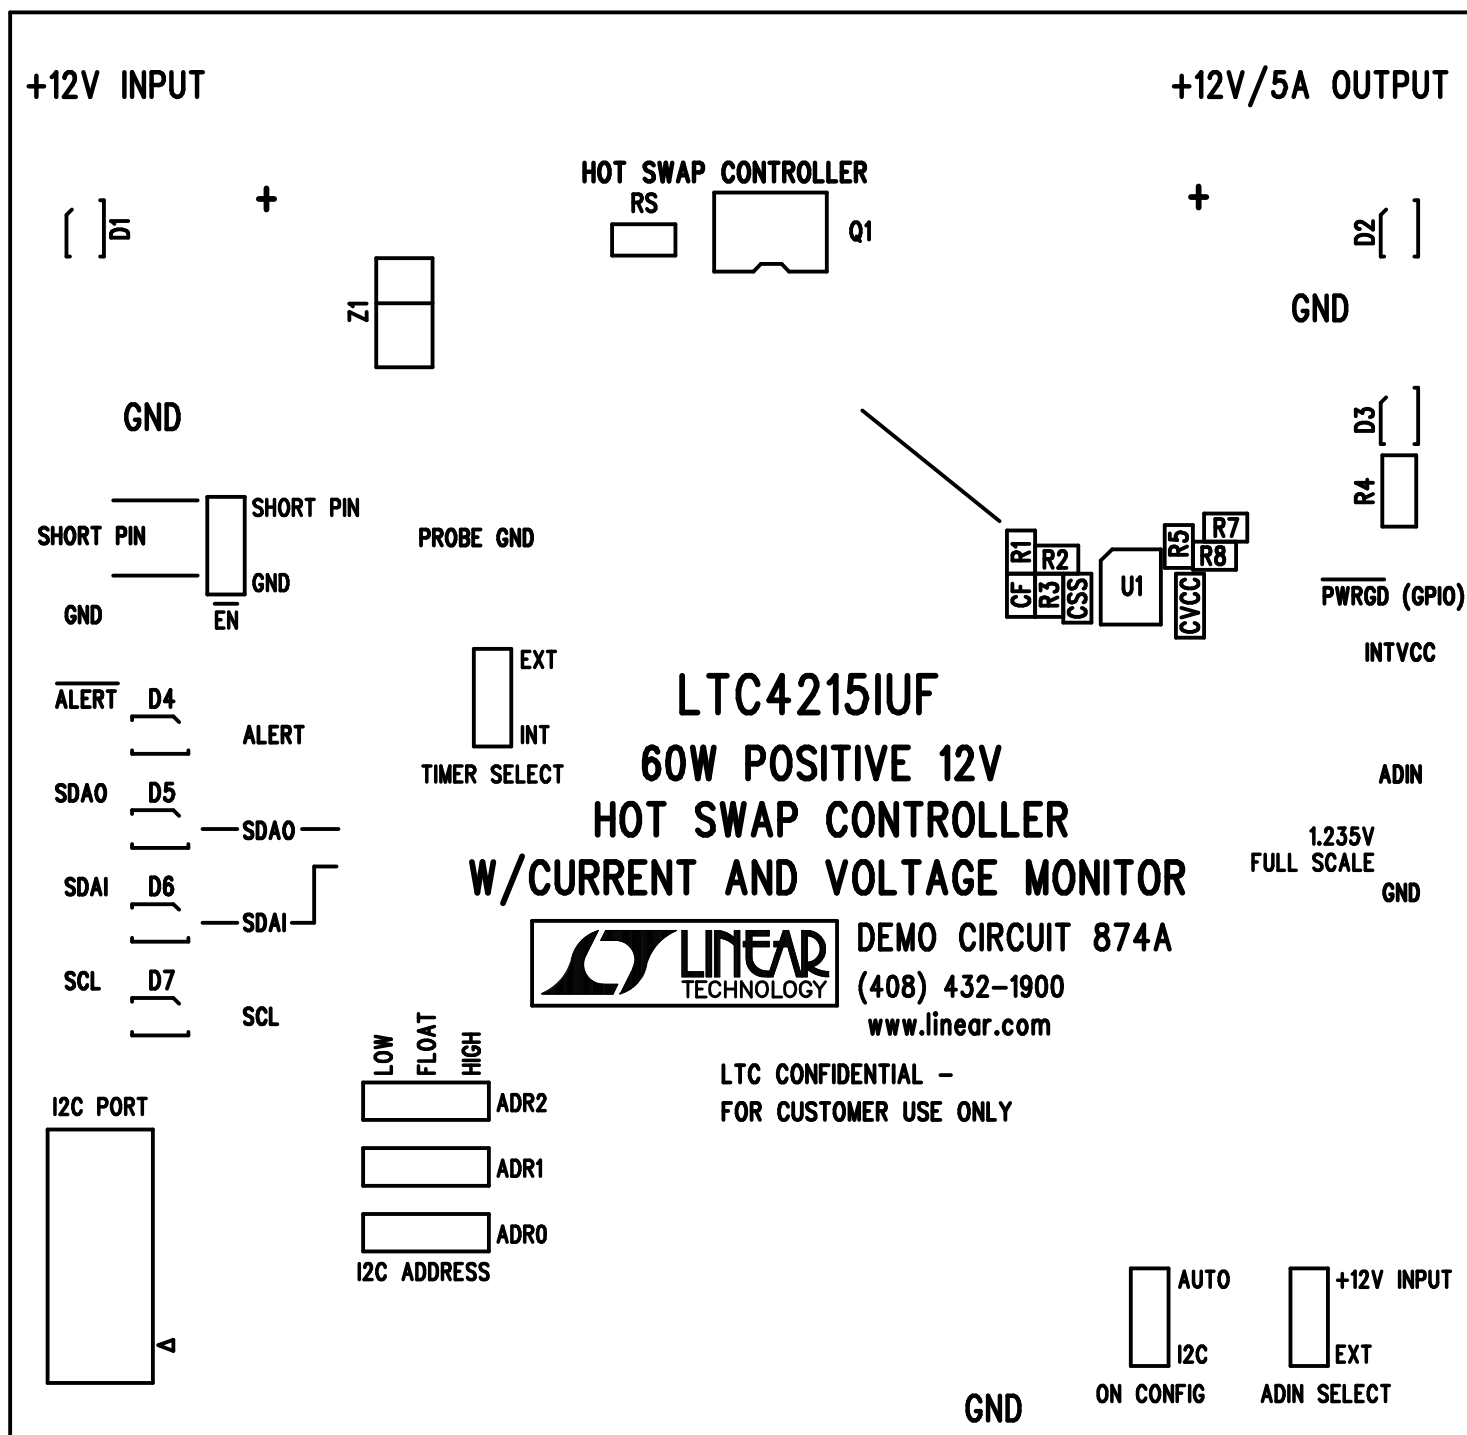 +12V INPUT
+12V/5A OUTPUT
HOT SWAP CONTROLLER
RS
+
+
D1
Q1
D2
Z1
GND
GND
D3
R4
SHORT PIN
SHORT PIN
PROBE GND
GND
GND
EN
R1
R2
CF
R3
CSS
U1
R5
R7
R8
CVCC
PWRGD (GPIO)
INTVCC
EXT
INT
TIMER SELECT
ALERT
D4
ALERT
SDAO
D5
SDAO
SDAI
D6
SDAI
SCL
D7
SCL
LTC4215IUF
60W POSITIVE 12V
HOT SWAP CONTROLLER
W/CURRENT AND VOLTAGE MONITOR
ADIN
1.235V
FULL SCALE
GND
LINEAR
TECHNOLOGY
DEMO CIRCUIT 874A
(408) 432-1900
www.linear.com
LTC CONFIDENTIAL -
FOR CUSTOMER USE ONLY
LOW
FLOAT
HIGH
ADR2
ADR1
ADR0
I2C ADDRESS
I2C PORT
AUTO
I2C
ON CONFIG
+12V INPUT
EXT
ADIN SELECT
GND